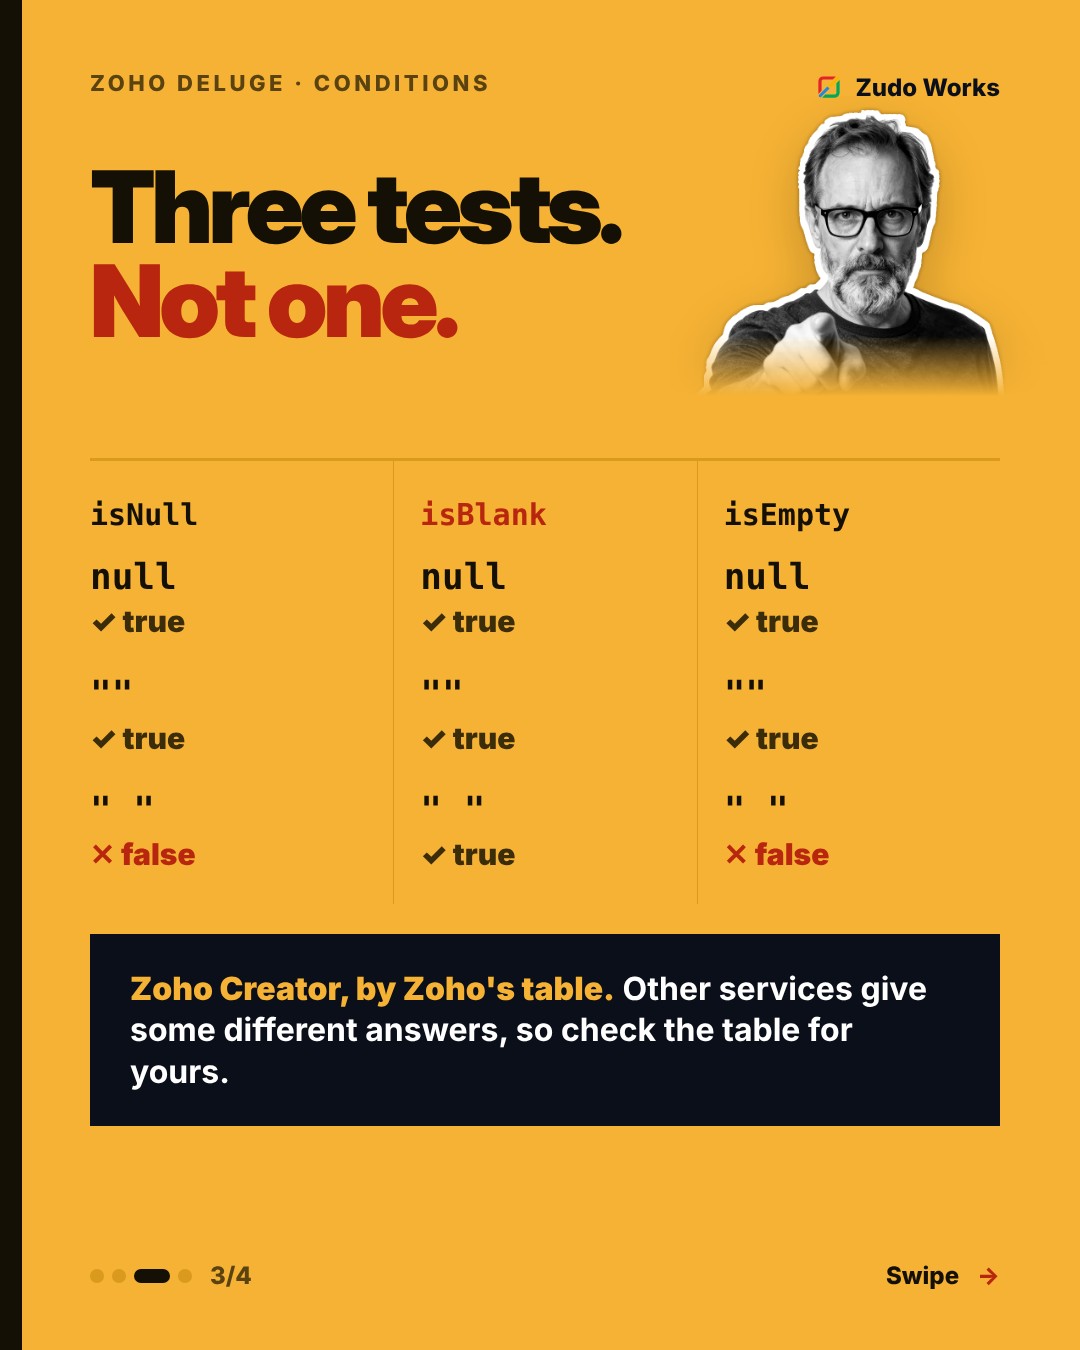 ZOHO DELUGE · CONDITIONS
Zudo Works
Three tests.
Not one.
isNull
null
✓ true
""
✓ true
" "
✕ false
isBlank
null
✓ true
""
✓ true
" "
✓ true
isEmpty
null
✓ true
""
✓ true
" "
✕ false
Zoho Creator, by Zoho's table. Other services give
some different answers, so check the table for
yours.
3/4
Swipe →